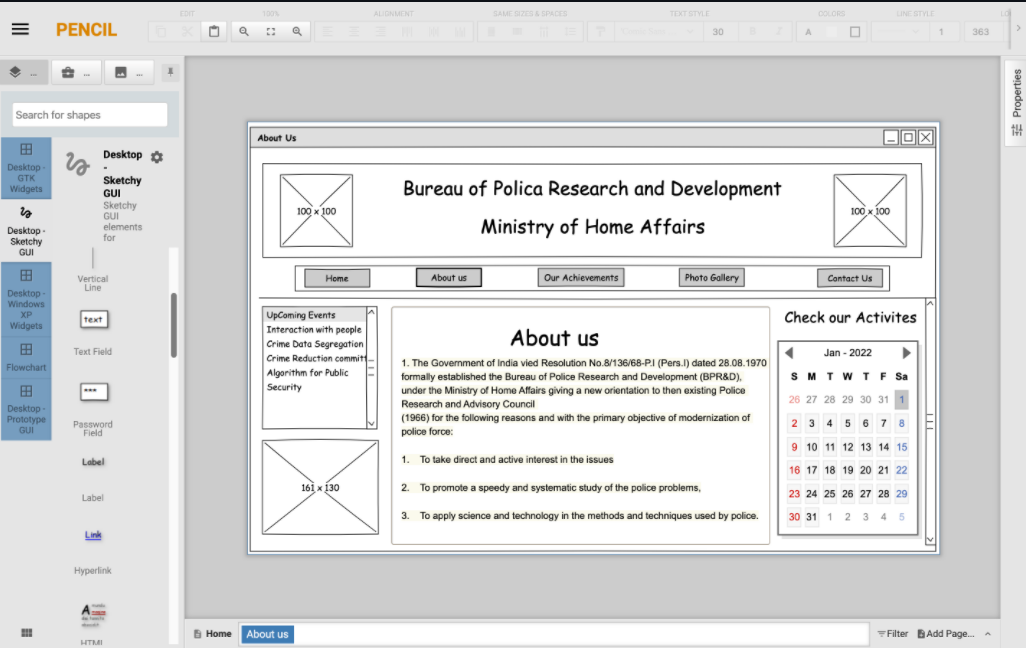 EDIT 100% ALIGNMENT SAME SIZES & SPACES TEXT STYLE COLORS LINE STYLE
PENCIL
30 B I A 1 363
... ... ...
Properties
Search for shapes
Desktop - GTK Widgets
Desktop - Sketchy GUI
Desktop - Windows XP Widgets
Flowchart
Desktop - Prototype GUI
Desktop
-
Sketchy
GUI
Sketchy
GUI
elements
for
Vertical
Line
text
Text Field
***
Password
Field
Label
Label
Link
Hyperlink
A
HTML
About Us
100 x 100
Bureau of Polica Research and Development
Ministry of Home Affairs
100 x 100
Home About us Our Achievements Photo Gallery Contact Us
UpComing Events
Interaction with people
Crime Data Segregation
Crime Reduction committ
Algorithm for Public
Security
161 x 130
About us
1. The Government of India vied Resolution No.8/136/68-P.I (Pers.I) dated 28.08.1970
formally established the Bureau of Police Research and Development (BPR&D),
under the Ministry of Home Affairs giving a new orientation to then existing Police
Research and Advisory Council
(1966) for the following reasons and with the primary objective of modernization of
police force:
1. To take direct and active interest in the issues
2. To promote a speedy and systematic study of the police problems,
3. To apply science and technology in the methods and techniques used by police.
Check our Activites
Jan - 2022
S M T W T F Sa
26 27 28 29 30 31 1
2 3 4 5 6 7 8
9 10 11 12 13 14 15
16 17 18 19 20 21 22
23 24 25 26 27 28 29
30 31 1 2 3 4 5
Home About us Filter Add Page...